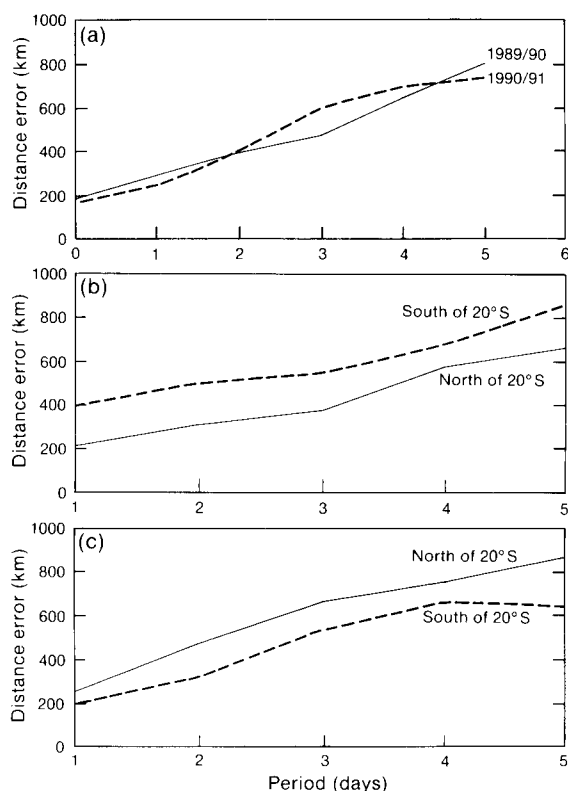 (a)
1000
800
600
400
200
0
Distance error (km)
1989/90
1990/91
0 1 2 3 4 5 6
(b)
1000
800
600
400
200
0
Distance error (km)
South of 20°S
North of 20°S
1 2 3 4 5
(c)
1000
800
600
400
200
0
Distance error (km)
North of 20°S
South of 20°S
1 2 3 4 5
Period (days)